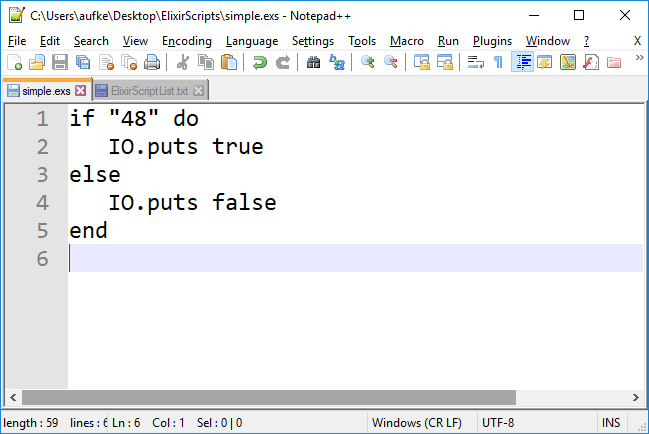 C:\Users\aufke\Desktop\ElixirScripts\simple.exs - Notepad++
File Edit Search View Encoding Language Settings Tools Macro Run Plugins Window ? X
simple.exs ElixirScriptList.txt
1 if "48" do
2    IO.puts true
3 else
4    IO.puts false
5 end
6
length : 59 lines : 6 Ln : 6 Col : 1 Sel : 0 | 0 Windows (CR LF) UTF-8 INS